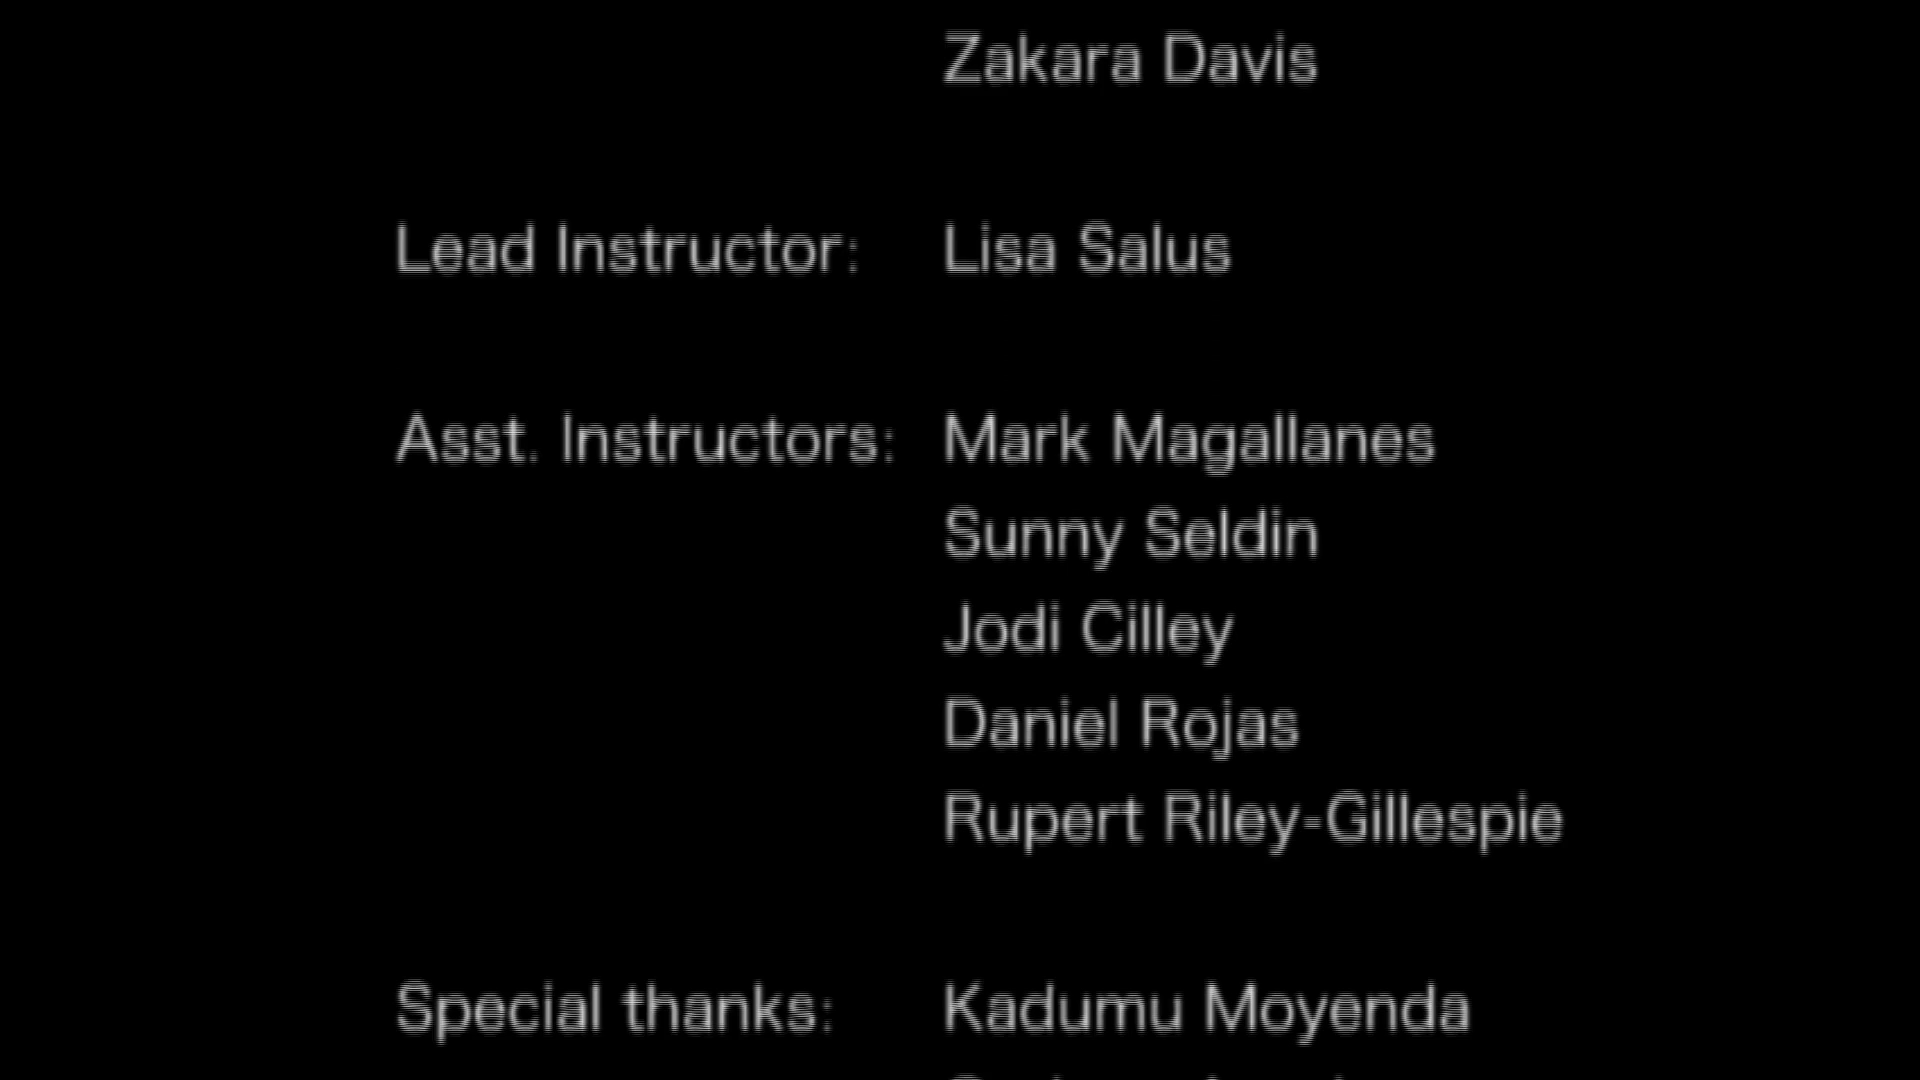 Zakara Davis
Lead Instructor: Lisa Salus
Asst. Instructors: Mark Magallanes
Sunny Seldin
Jodi Cilley
Daniel Rojas
Rupert Riley-Gillespie
Special thanks: Kadumu Moyenda